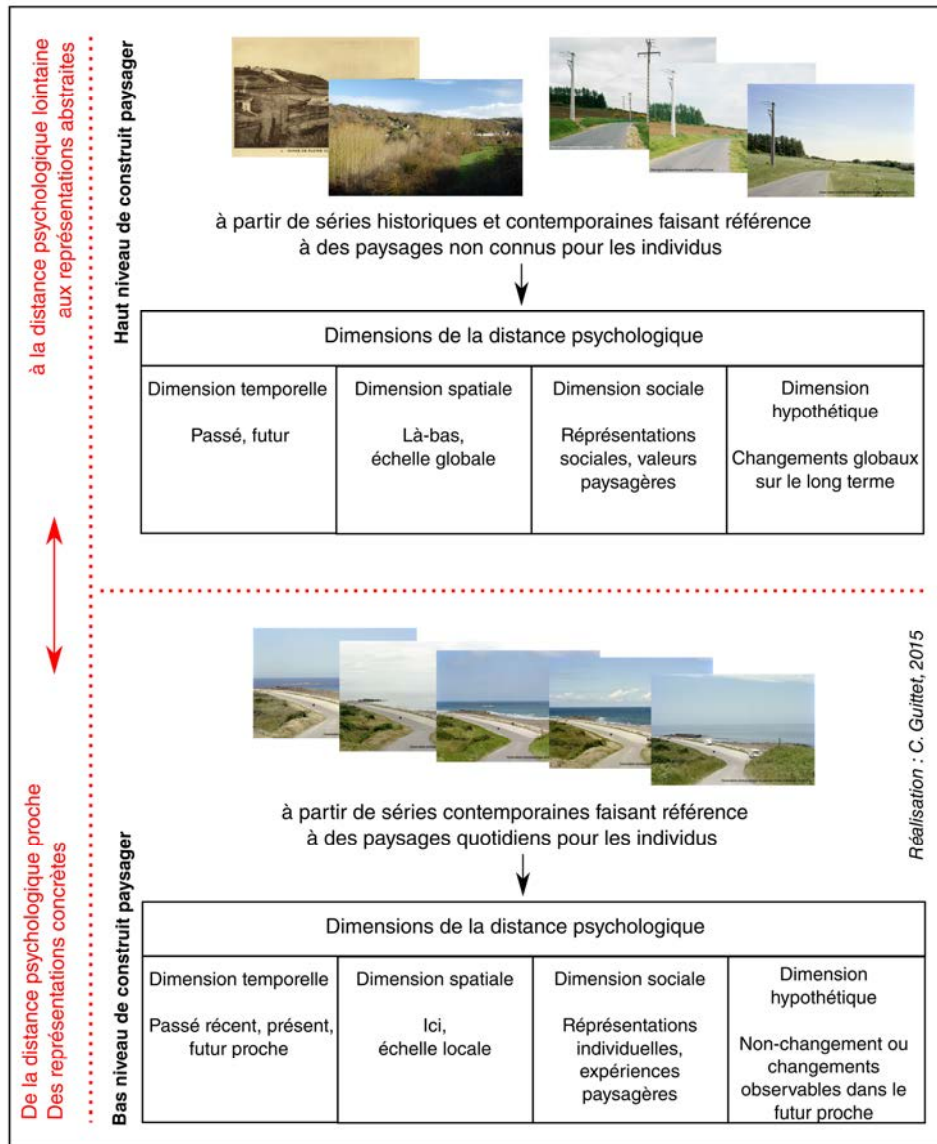 à la distance psychologique lointaine
aux représentations abstraites
Haut niveau de construit paysager
à partir de séries historiques et contemporaines faisant référence
à des paysages non connus pour les individus
Dimensions de la distance psychologique
Dimension temporelle
Passé, futur
Dimension spatiale
Là-bas,
échelle globale
Dimension sociale
Réprésentations
sociales, valeurs
paysagères
Dimension
hypothétique
Changements globaux
sur le long terme
De la distance psychologique proche
Des représentations concrètes
Bas niveau de construit paysager
à partir de séries contemporaines faisant référence
à des paysages quotidiens pour les individus
Dimensions de la distance psychologique
Dimension temporelle
Passé récent, présent,
futur proche
Dimension spatiale
Ici,
échelle locale
Dimension sociale
Réprésentations
individuelles,
expériences
paysagères
Dimension
hypothétique
Non-changement ou
changements
observables dans le
futur proche
Réalisation : C. Guittet, 2015